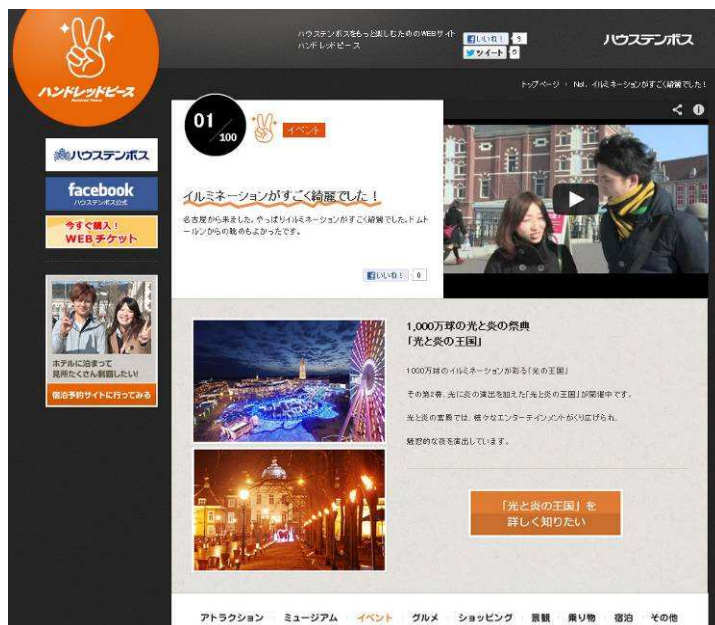 ハウステンボスをもっと楽しむためのWEBサイト
ハンドレッドピース
いいね！ 9
ツイート 5
ハウステンボス
ハンドレッドピース
Hundred Peace
トップページ › No1. イルミネーションがすごく綺麗でした！
01
/100
イベント
イルミネーションがすごく綺麗でした！
名古屋から来ました。やっぱりイルミネーションがすごく綺麗でした。ドムト
ールンからの眺めもよかったです。
いいね！ 0
ハウステンボス
facebook
ハウステンボス公式
今すぐ購入！
WEBチケット
ホテルに泊まって
見所たくさん制覇したい！
宿泊予約サイトに行ってみる
1,000万球の光と炎の祭典
「光と炎の王国」
1000万球のイルミネーションが彩る「光の王国」
その第2章、光に炎の演出を加えた「光と炎の王国」が開催中です。
光と炎の宮殿では、様々なエンターテインメントがくり広げられ、
魅惑的な夜を演出しています。
「光と炎の王国」を
詳しく知りたい
アトラクション ミュージアム イベント グルメ ショッピング 景観 乗り物 宿泊 その他